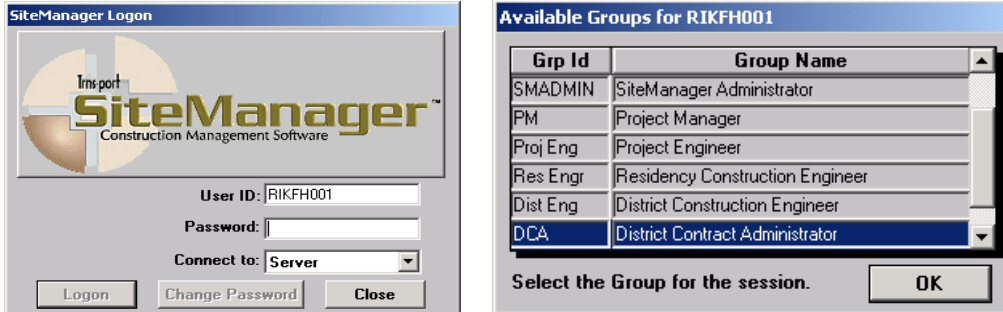 SiteManager Logon
Trns·port
SiteManager™
Construction Management Software
User ID: RIKFH001
Password:
Connect to: Server
Logon Change Password Close
Available Groups for RIKFH001
Grp Id Group Name
SMADMIN SiteManager Administrator
PM Project Manager
Proj Eng Project Engineer
Res Engr Residency Construction Engineer
Dist Eng District Construction Engineer
DCA District Contract Administrator
Select the Group for the session. OK